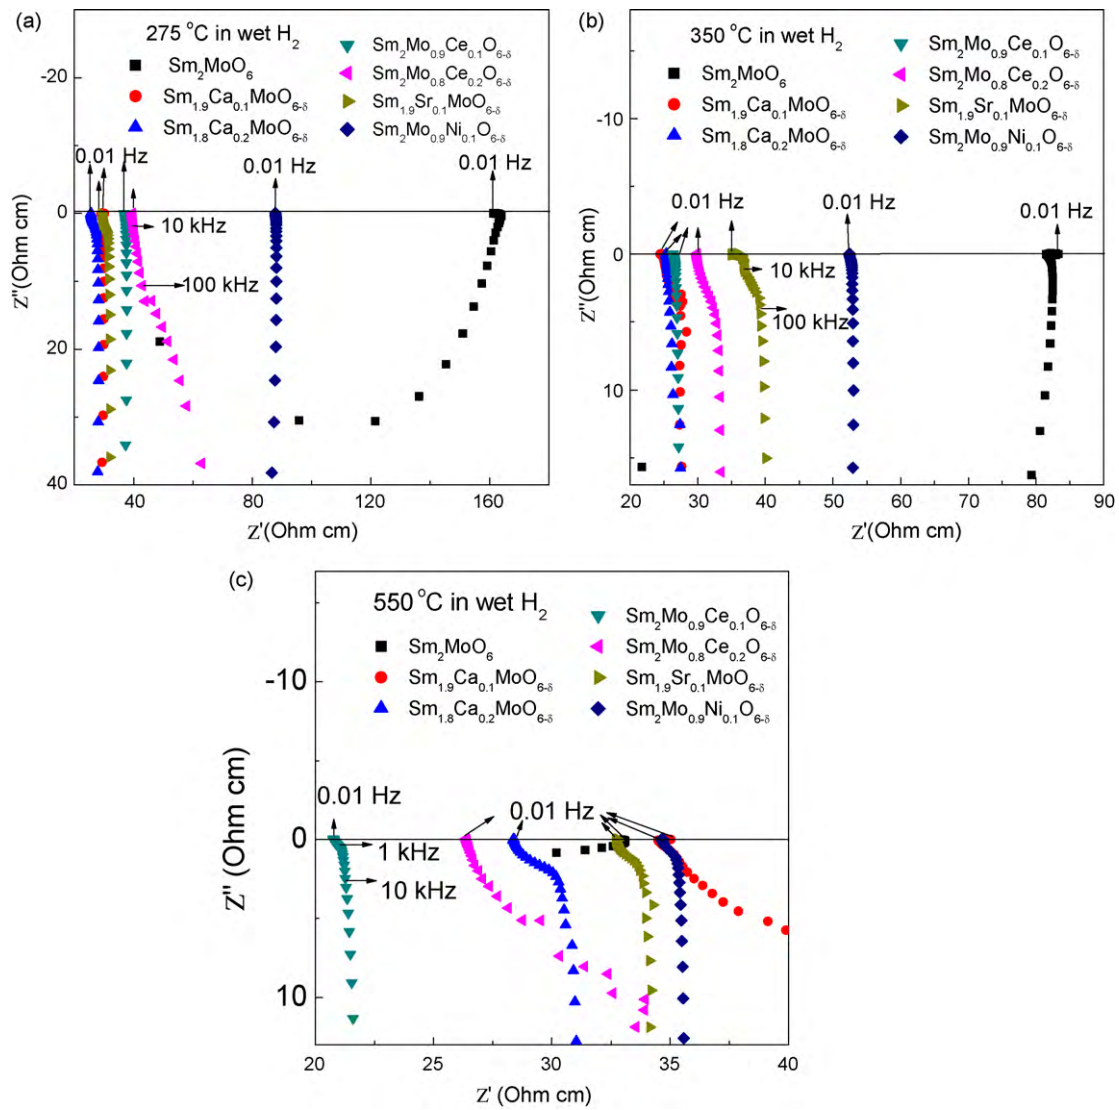 (a)
275 °C in wet H₂
Sm₂MoO₆
Sm₁.₉Ca₀.₁MoO₆₋δ
Sm₁.₈Ca₀.₂MoO₆₋δ
Sm₂Mo₀.₉Ce₀.₁O₆₋δ
Sm₂Mo₀.₈Ce₀.₂O₆₋δ
Sm₁.₉Sr₀.₁MoO₆₋δ
Sm₂Mo₀.₉Ni₀.₁O₆₋δ
0.01 Hz
0.01 Hz
0.01 Hz
10 kHz
100 kHz
-20
0
20
40
Z''(Ohm cm)
40 80 120 160
Z'(Ohm cm)
(b)
350 °C in wet H₂
Sm₂MoO₆
Sm₁.₉Ca₀.₁MoO₆₋δ
Sm₁.₈Ca₀.₂MoO₆₋δ
Sm₂Mo₀.₉Ce₀.₁O₆₋δ
Sm₂Mo₀.₈Ce₀.₂O₆₋δ
Sm₁.₉Sr₀.₁MoO₆₋δ
Sm₂Mo₀.₉Ni₀.₁O₆₋δ
0.01 Hz
0.01 Hz
0.01 Hz
10 kHz
100 kHz
-10
0
10
Z''(Ohm cm)
20 30 40 50 60 70 80 90
Z'(Ohm cm)
(c)
550 °C in wet H₂
Sm₂MoO₆
Sm₁.₉Ca₀.₁MoO₆₋δ
Sm₁.₈Ca₀.₂MoO₆₋δ
Sm₂Mo₀.₉Ce₀.₁O₆₋δ
Sm₂Mo₀.₈Ce₀.₂O₆₋δ
Sm₁.₉Sr₀.₁MoO₆₋δ
Sm₂Mo₀.₉Ni₀.₁O₆₋δ
0.01 Hz
0.01 Hz
1 kHz
10 kHz
-10
0
10
Z'' (Ohm cm)
20 25 30 35 40
Z' (Ohm cm)